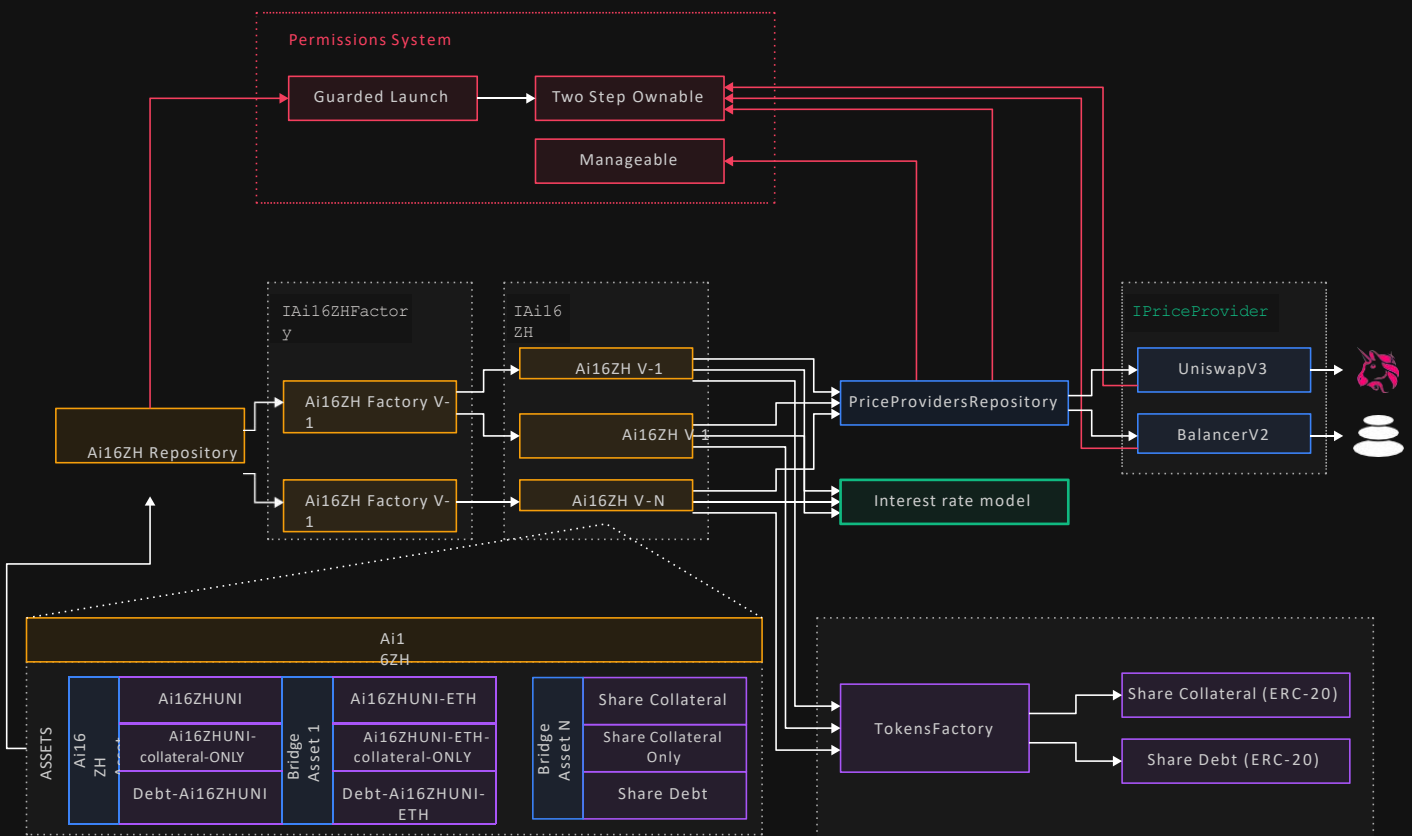 Permissions System
Guarded Launch
Two Step Ownable
Manageable
IAi16ZHFactor
y
IAi16
ZH
IPriceProvider
Ai16ZH V-1
UniswapV3
Ai16ZH Factory V-
1
PriceProvidersRepository
Ai16ZH V-1
BalancerV2
Ai16ZH Repository
Ai16ZH Factory V-
1
Ai16ZH V-N
Interest rate model
Ai1
6ZH
ASSETS
Ai16
ZH
Ai16ZHUNI
Ai16ZHUNI-
collateral-ONLY
Debt-Ai16ZHUNI
Bridge
Asset 1
Ai16ZHUNI-ETH
Ai16ZHUNI-ETH-
collateral-ONLY
Debt-Ai16ZHUNI-
ETH
Bridge
Asset N
Share Collateral
Share Collateral
Only
Share Debt
TokensFactory
Share Collateral (ERC-20)
Share Debt (ERC-20)